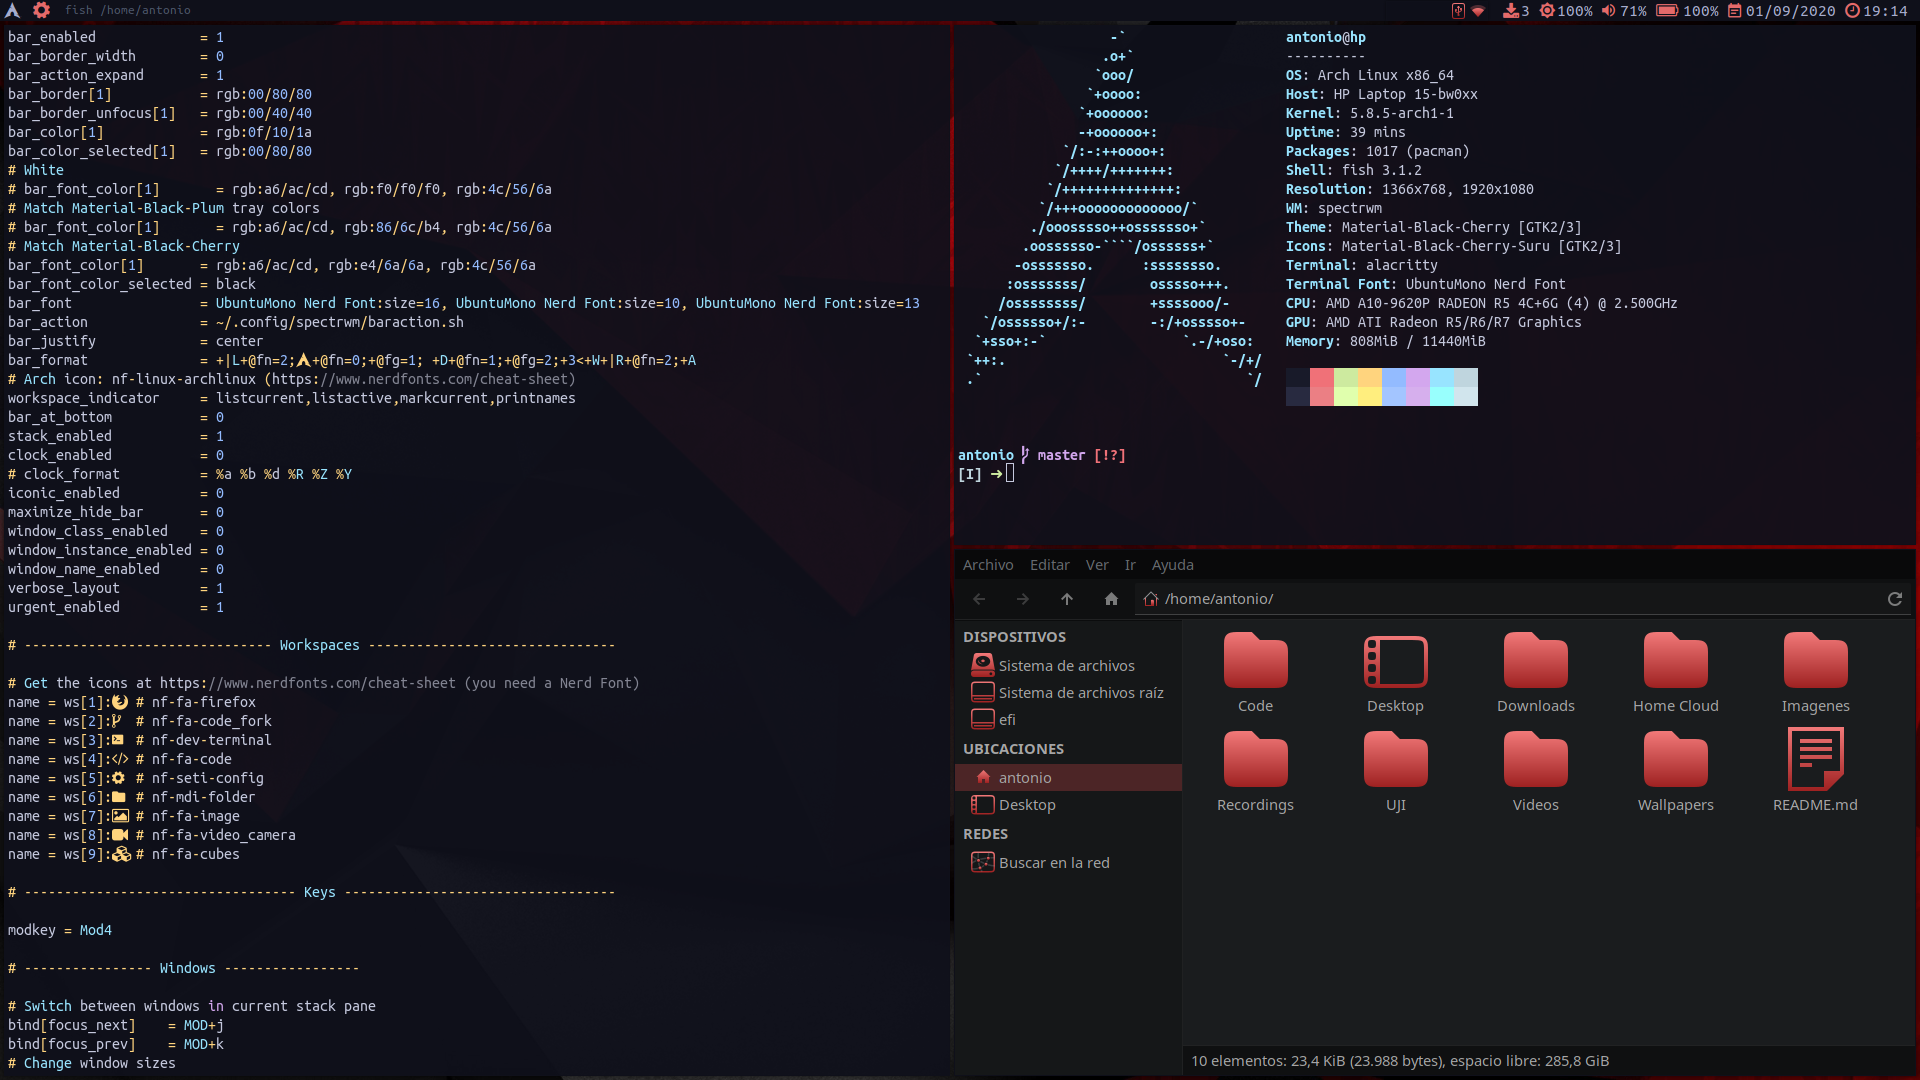 fish /home/antonio
3 100% 71% 100% 01/09/2020 19:14
bar_enabled = 1
bar_border_width = 0
bar_action_expand = 1
bar_border[1] = rgb:00/80/80
bar_border_unfocus[1] = rgb:00/40/40
bar_color[1] = rgb:0f/10/1a
bar_color_selected[1] = rgb:00/80/80
# White
# bar_font_color[1] = rgb:a6/ac/cd, rgb:f0/f0/f0, rgb:4c/56/6a
# Match Material-Black-Plum tray colors
# bar_font_color[1] = rgb:a6/ac/cd, rgb:86/6c/b4, rgb:4c/56/6a
# Match Material-Black-Cherry
bar_font_color[1] = rgb:a6/ac/cd, rgb:e4/6a/6a, rgb:4c/56/6a
bar_font_color_selected = black
bar_font = UbuntuMono Nerd Font:size=16, UbuntuMono Nerd Font:size=10, UbuntuMono Nerd Font:size=13
bar_action = ~/.config/spectrwm/baraction.sh
bar_justify = center
bar_format = +|L+@fn=2;+@fn=0;+@fg=1; +D+@fn=1;+@fg=2;+3<+W+|R+@fn=2;+A
# Arch icon: nf-linux-archlinux (https://www.nerdfonts.com/cheat-sheet)
workspace_indicator = listcurrent,listactive,markcurrent,printnames
bar_at_bottom = 0
stack_enabled = 1
clock_enabled = 0
# clock_format = %a %b %d %R %Z %Y
iconic_enabled = 0
maximize_hide_bar = 0
window_class_enabled = 0
window_instance_enabled = 0
window_name_enabled = 0
verbose_layout = 1
urgent_enabled = 1
# ------------------------------- Workspaces -------------------------------
# Get the icons at https://www.nerdfonts.com/cheat-sheet (you need a Nerd Font)
name = ws[1]: # nf-fa-firefox
name = ws[2]: # nf-fa-code_fork
name = ws[3]: # nf-dev-terminal
name = ws[4]: # nf-fa-code
name = ws[5]: # nf-seti-config
name = ws[6]: # nf-mdi-folder
name = ws[7]: # nf-fa-image
name = ws[8]: # nf-fa-video_camera
name = ws[9]: # nf-fa-cubes
# ---------------------------------- Keys ----------------------------------
modkey = Mod4
# ---------------- Windows -----------------
# Switch between windows in current stack pane
bind[focus_next] = MOD+j
bind[focus_prev] = MOD+k
# Change window sizes
-`
.o+`
`ooo/
`+oooo:
`+oooooo:
-+oooooo+:
`/:-:++oooo+:
`/++++/+++++++:
`/++++++++++++++:
`/+++ooooooooooooo/`
./ooosssso++osssssso+`
.oossssso-````/ossssss+`
-osssssso. :ssssssso.
:osssssss/ osssso+++.
/ossssssss/ +ssssooo/-
`/ossssso+/:- -:/+osssso+-
`+sso+:-` `.-/+oso:
`++:. `-/+/
.` `/
antonio@hp
----------
OS: Arch Linux x86_64
Host: HP Laptop 15-bw0xx
Kernel: 5.8.5-arch1-1
Uptime: 39 mins
Packages: 1017 (pacman)
Shell: fish 3.1.2
Resolution: 1366x768, 1920x1080
WM: spectrwm
Theme: Material-Black-Cherry [GTK2/3]
Icons: Material-Black-Cherry-Suru [GTK2/3]
Terminal: alacritty
Terminal Font: UbuntuMono Nerd Font
CPU: AMD A10-9620P RADEON R5 4C+6G (4) @ 2.500GHz
GPU: AMD ATI Radeon R5/R6/R7 Graphics
Memory: 808MiB / 11440MiB
antonio master [!?]
[I] ➜
Archivo Editar Ver Ir Ayuda
/home/antonio/
DISPOSITIVOS
Sistema de archivos
Sistema de archivos raíz
efi
UBICACIONES
antonio
Desktop
REDES
Buscar en la red
Code Desktop Downloads Home Cloud Imagenes
Recordings UJI Videos Wallpapers README.md
10 elementos: 23,4 KiB (23.988 bytes), espacio libre: 285,8 GiB